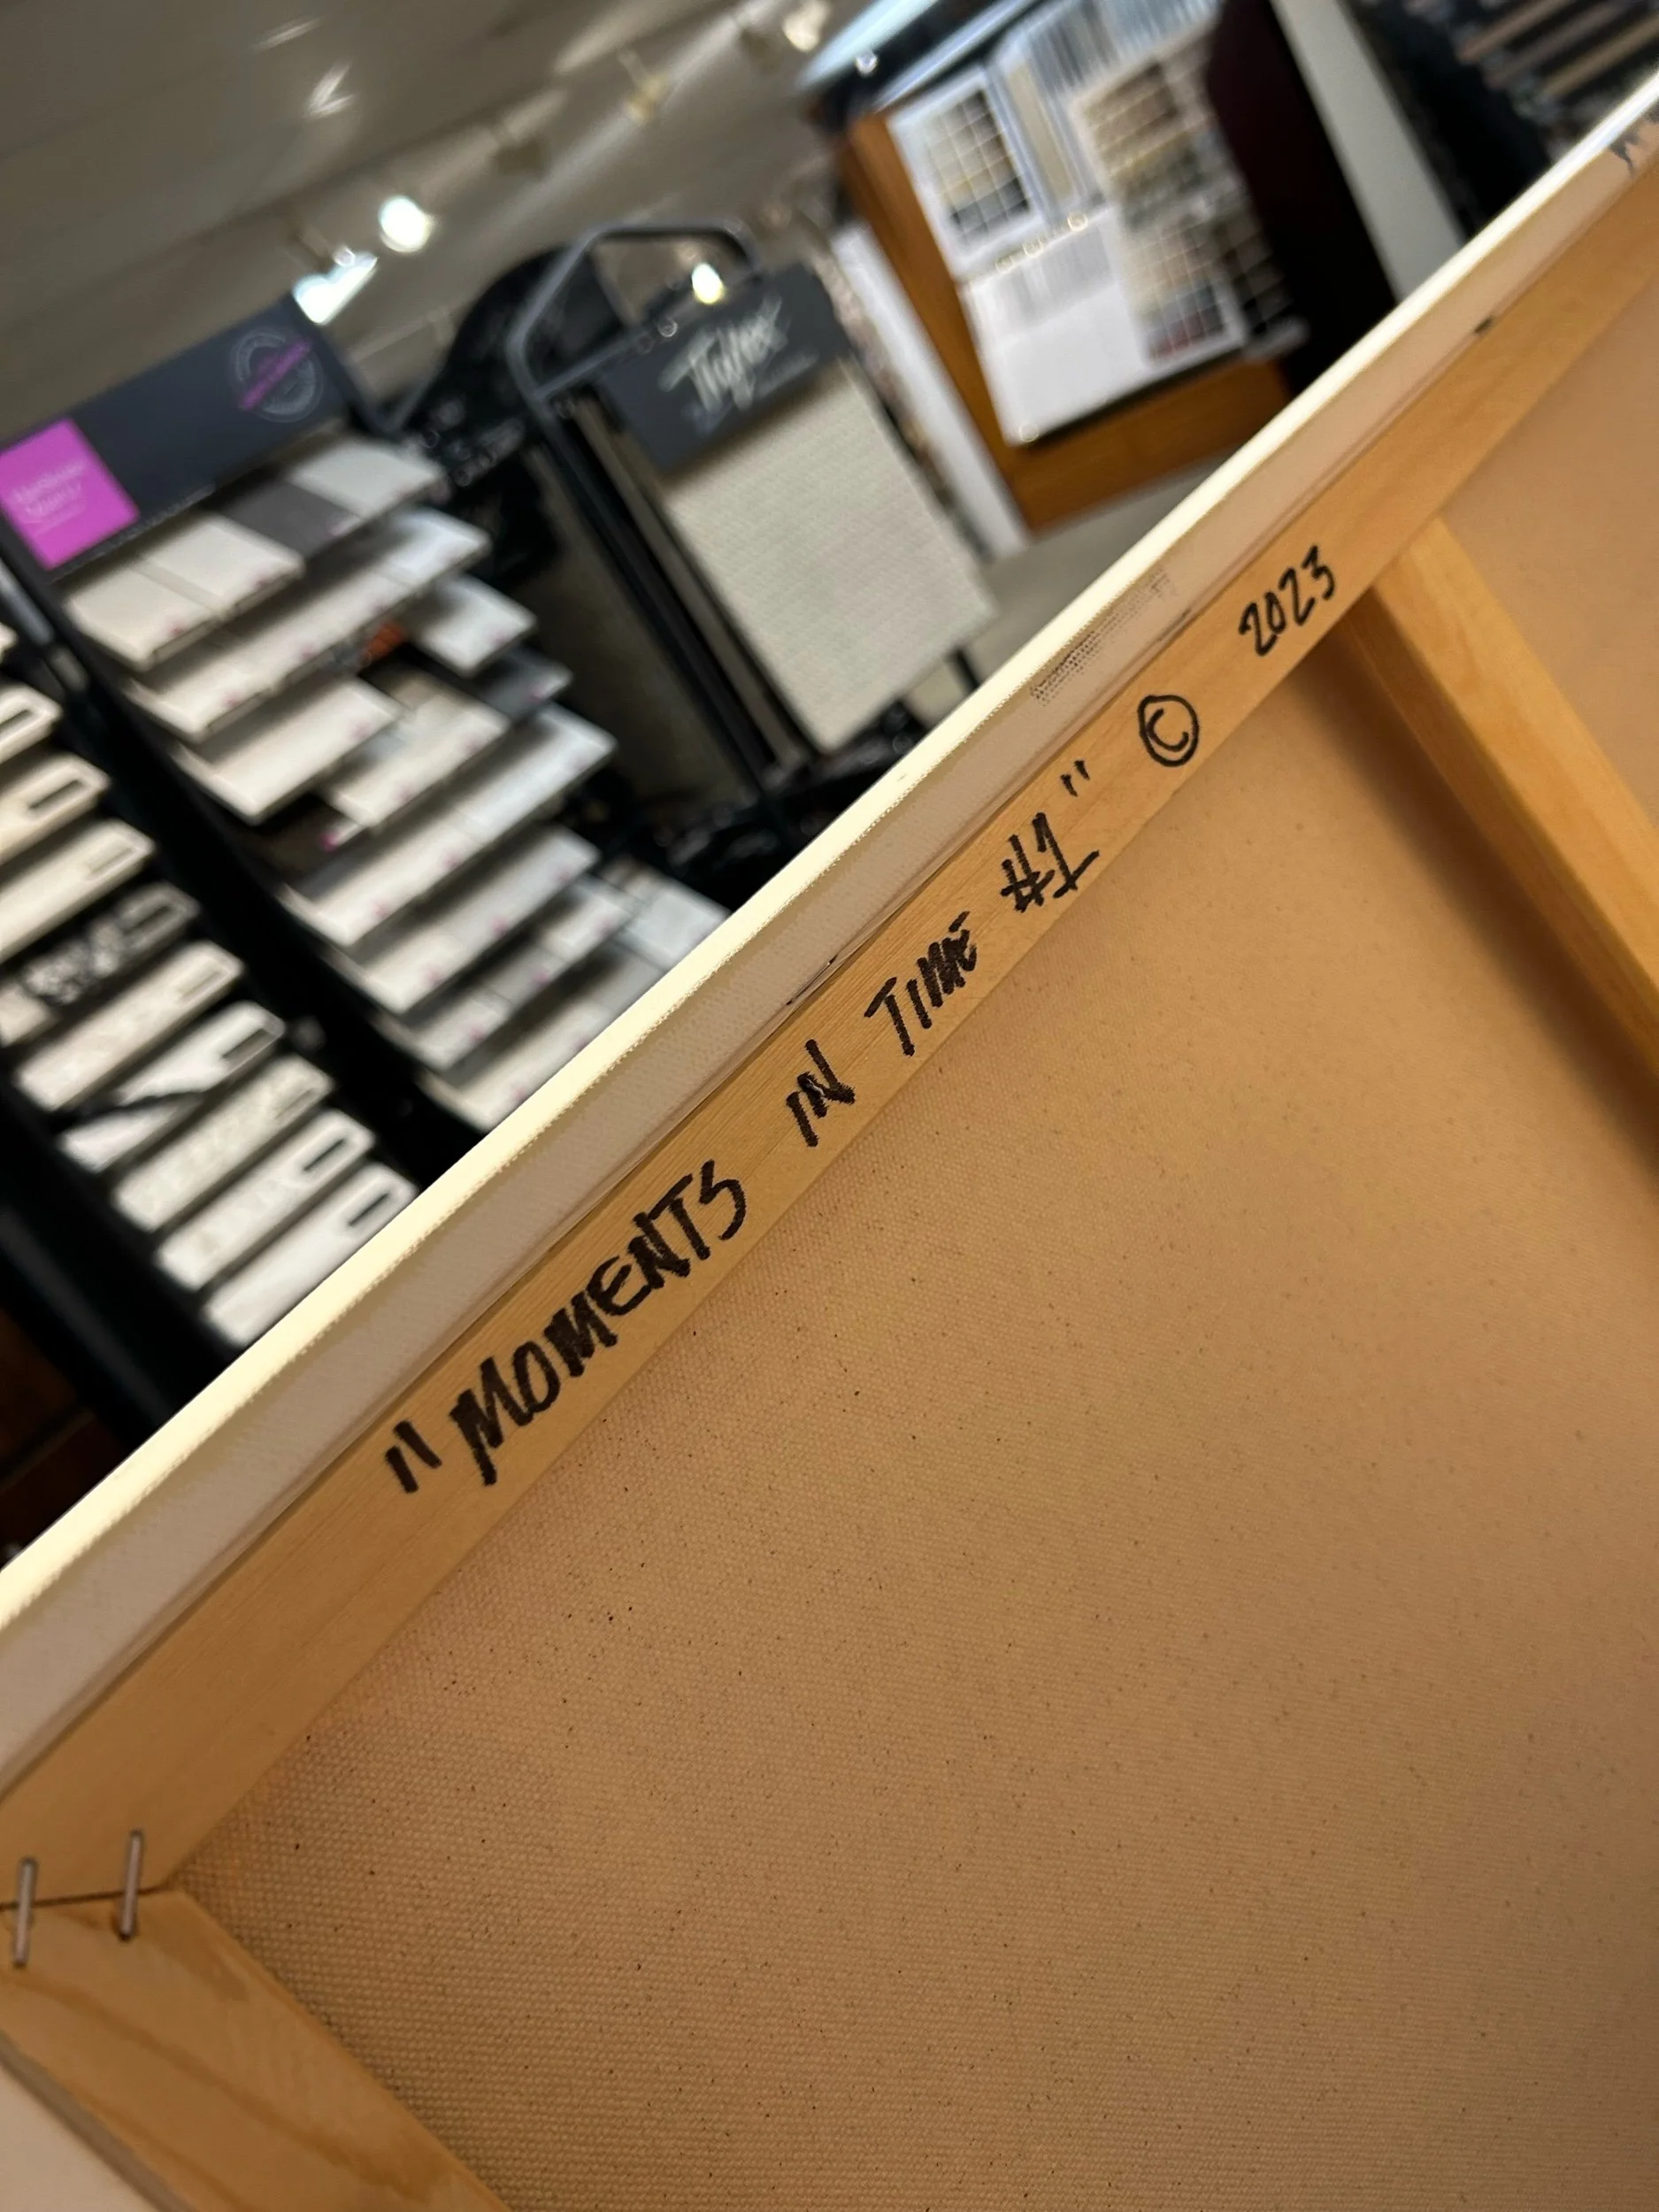 "MOMENTS IN TIME #1" © 2023